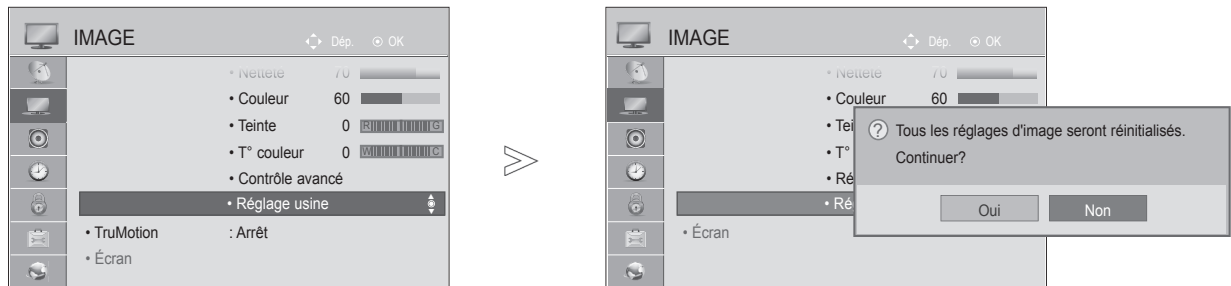 IMAGE
Dép. OK
• Netteté 70
• Couleur 60
• Teinte 0 R G
• T° couleur 0 W C
• Contrôle avancé
• Réglage usine
• TruMotion : Arrêt
• Écran
IMAGE
Dép. OK
• Netteté 70
• Couleur 60
• Tei
• T°
• Ré
• Ré
• Écran
? Tous les réglages d'image seront réinitialisés.
Continuer?
Oui Non